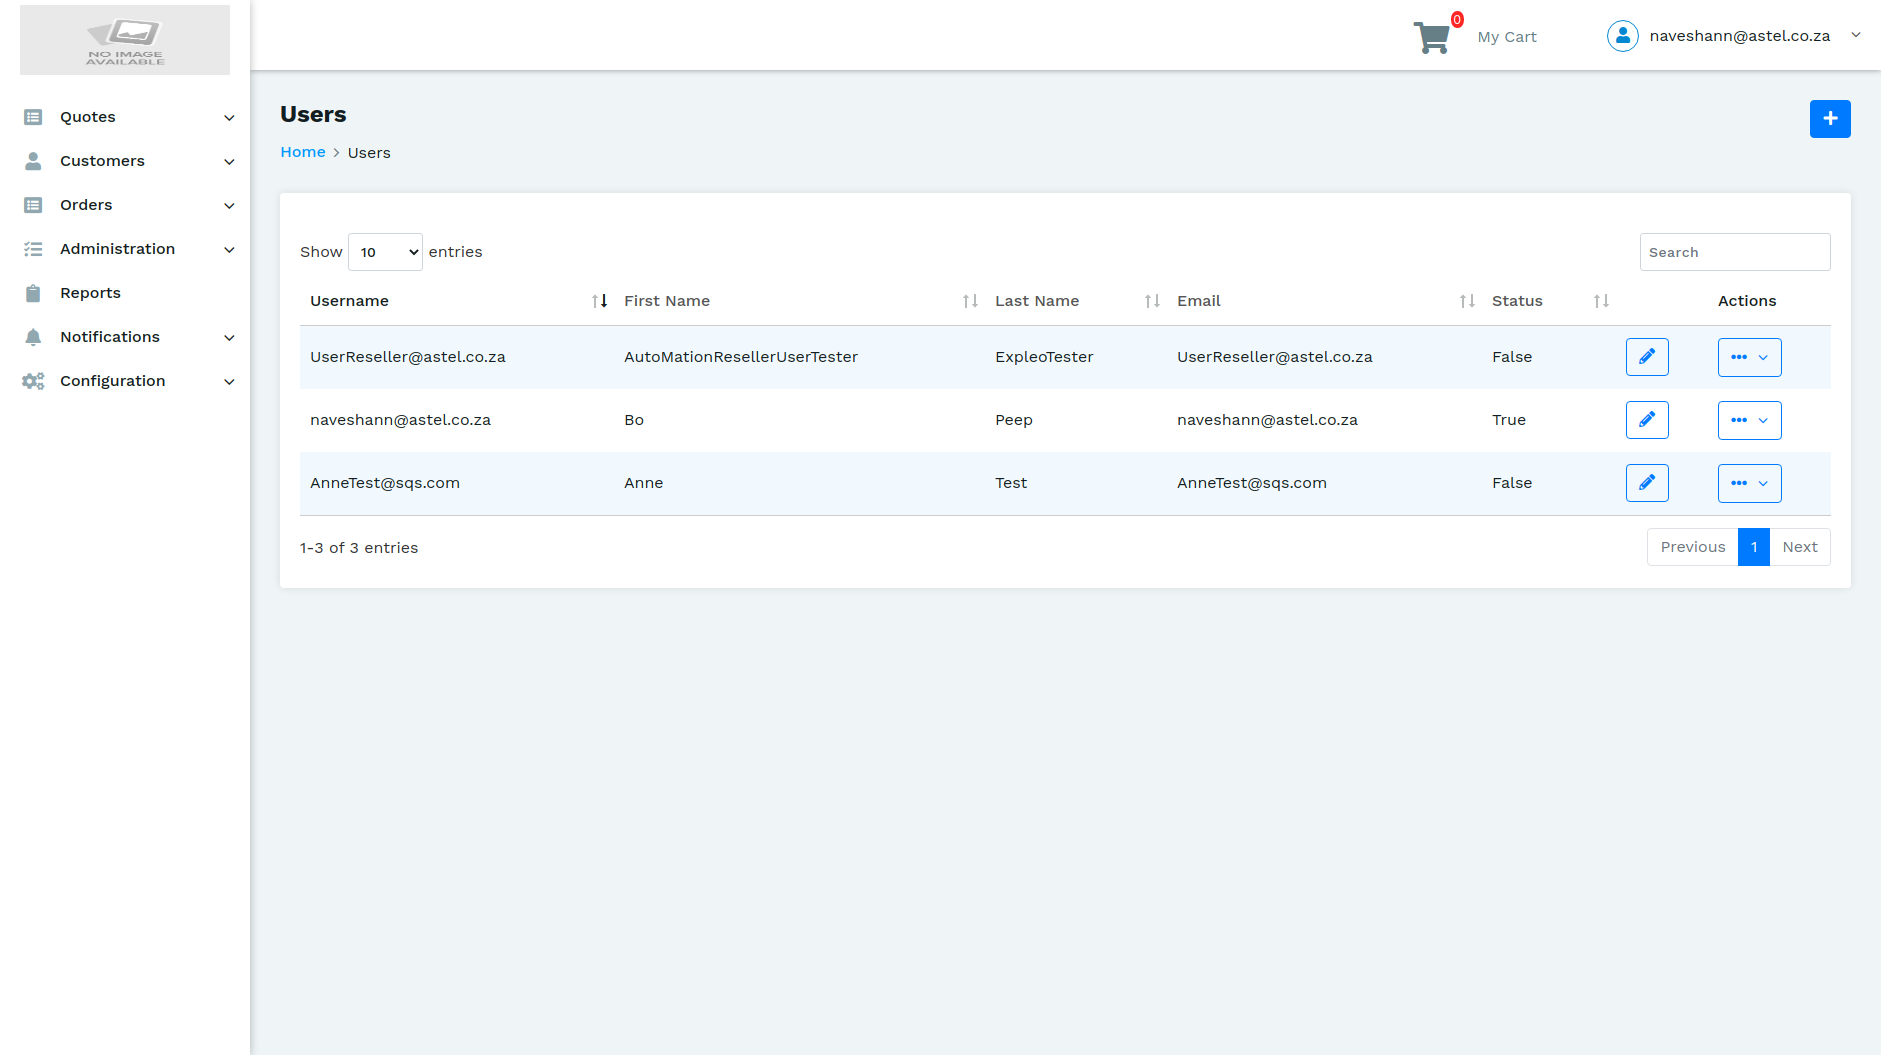 NO IMAGE
AVAILABLE
0
My Cart
naveshann@astel.co.za
Quotes
Customers
Orders
Administration
Reports
Notifications
Configuration
Users
Home > Users
Show 10 entries
Search
Username First Name Last Name Email Status Actions
UserReseller@astel.co.za AutoMationResellerUserTester ExpleoTester UserReseller@astel.co.za False
naveshann@astel.co.za Bo Peep naveshann@astel.co.za True
AnneTest@sqs.com Anne Test AnneTest@sqs.com False
1-3 of 3 entries
Previous 1 Next